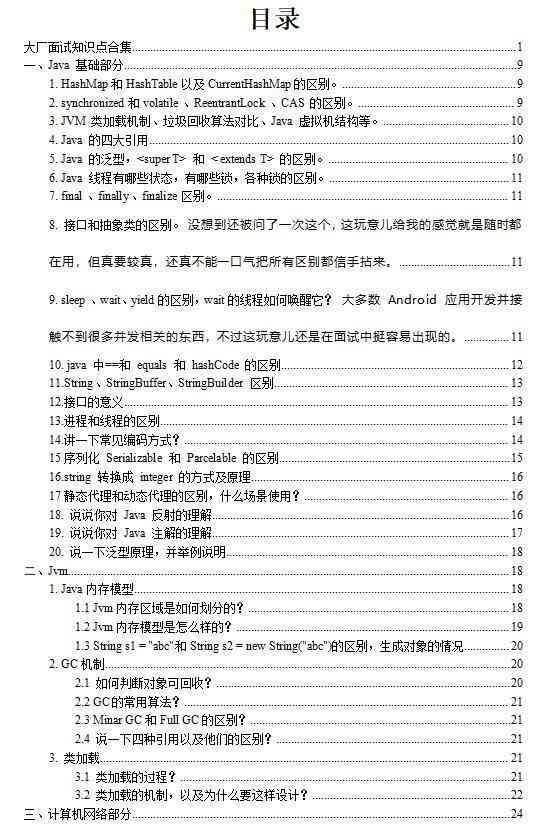 目录
大厂面试知识点合集 1
一、Java 基础部分 9
1. HashMap 和 HashTable 以及 CurrentHashMap 的区别。 9
2. synchronized 和 volatile 、ReentrantLock 、CAS 的区别。 9
3. JVM 类加载机制、垃圾回收算法对比、Java 虚拟机结构等。 10
4. Java 的四大引用 10
5. Java 的泛型，<super T> 和 <extends T> 的区别。 10
6. Java 线程有哪些状态，有哪些锁，各种锁的区别。 11
7. final 、finally、finalize 区别。 11
8. 接口和抽象类的区别。 没想到还被问了一次这个，这玩意儿给我的感觉就是随时都
在用，但真要较真，还真不能一口气把所有区别都信手拈来。 11
9. sleep 、wait、yield 的区别，wait 的线程如何唤醒它？ 大多数 Android 应用开发并接
触不到很多并发相关的东西，不过这玩意儿还是在面试中挺容易出现的。 11
10. java 中==和 equals 和 hashCode 的区别 12
11.String、StringBuffer、StringBuilder 区别 13
12.接口的意义 13
13.进程和线程的区别 14
14.讲一下常见编码方式？ 14
15 序列化 Serializable 和 Parcelable 的区别 15
16.string 转换成 integer 的方式及原理 16
17 静态代理和动态代理的区别，什么场景使用？ 16
18. 说说你对 Java 反射的理解 16
19. 说说你对 Java 注解的理解 17
20. 说一下泛型原理，并举例说明 18
二、Jvm 18
1. Java 内存模型 18
1.1 Jvm 内存区域是如何划分的？ 18
1.2 Jvm 内存模型是怎么样的？ 19
1.3 String s1 = "abc"和 String s2 = new String("abc")的区别，生成对象的情况 20
2. GC 机制 20
2.1 如何判断对象可回收？ 20
2.2 GC 的常用算法？ 21
2.3 Minar GC 和 Full GC 的区别？ 21
2.4 说一下四种引用以及他们的区别？ 21
3. 类加载 21
3.1 类加载的过程？ 21
3.2 类加载的机制，以及为什么要这样设计？ 22
三、计算机网络部分 24